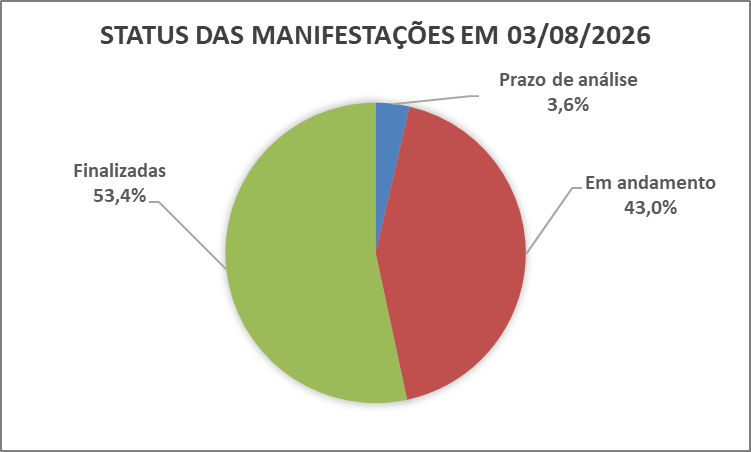 STATUS DAS MANIFESTAÇÕES EM 03/08/2026
Prazo de análise
3,6%
Finalizadas
53,4%
Em andamento
43,0%